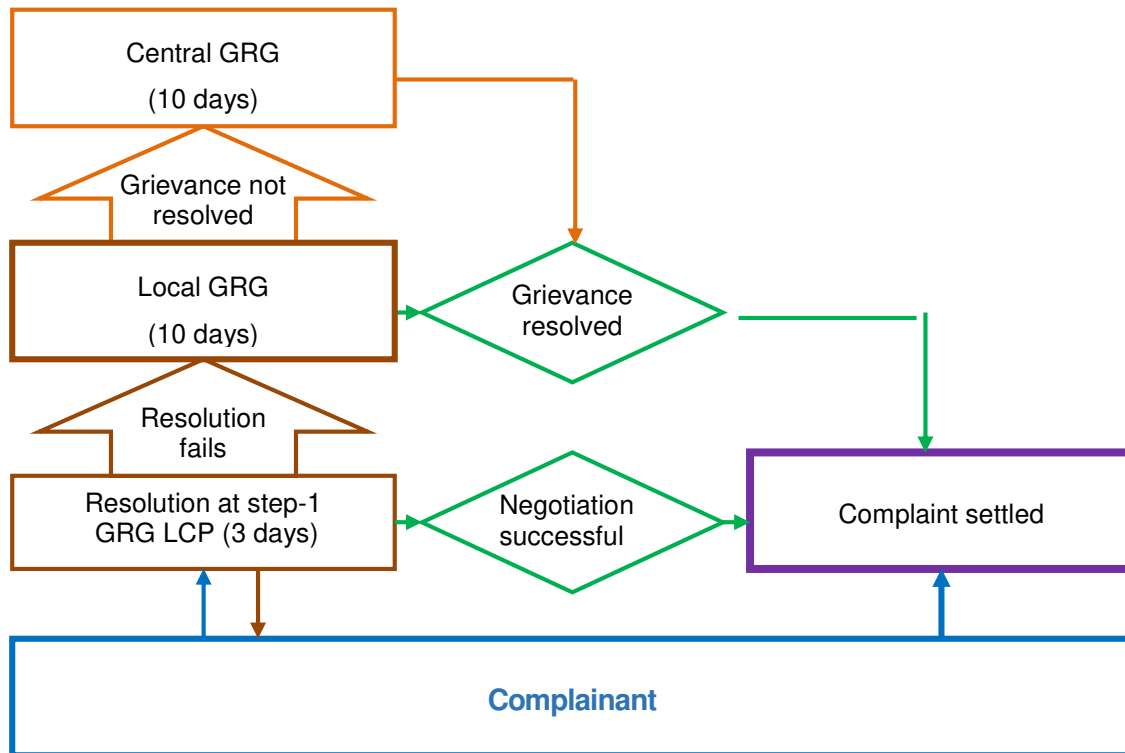 Central GRG
(10 days)
Grievance not
resolved
Local GRG
(10 days)
Grievance
resolved
Resolution
fails
Resolution at step-1
GRG LCP (3 days)
Negotiation
successful
Complaint settled
Complainant